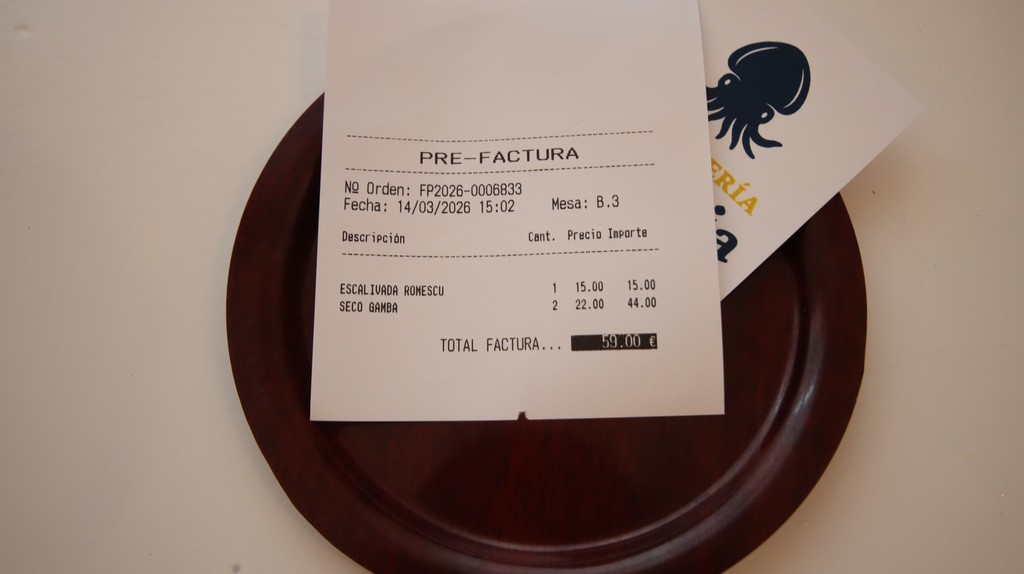 PRE-FACTURA
Nº Orden: FP2026-0006833
Fecha: 14/03/2026 15:02 Mesa: B.3
Descripción Cant. Precio Importe
ESCALIVADA ROMESCU 1 15.00 15.00
SECO GAMBA 2 22.00 44.00
TOTAL FACTURA... 59.00 €
ERÍA